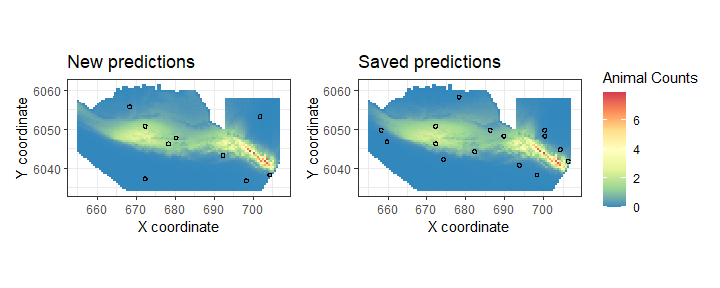 New predictions
Saved predictions
Animal Counts
Y coordinate
6060
6050
6040
660 670 680 690 700
X coordinate
Y coordinate
6060
6050
6040
660 670 680 690 700
X coordinate
6
4
2
0